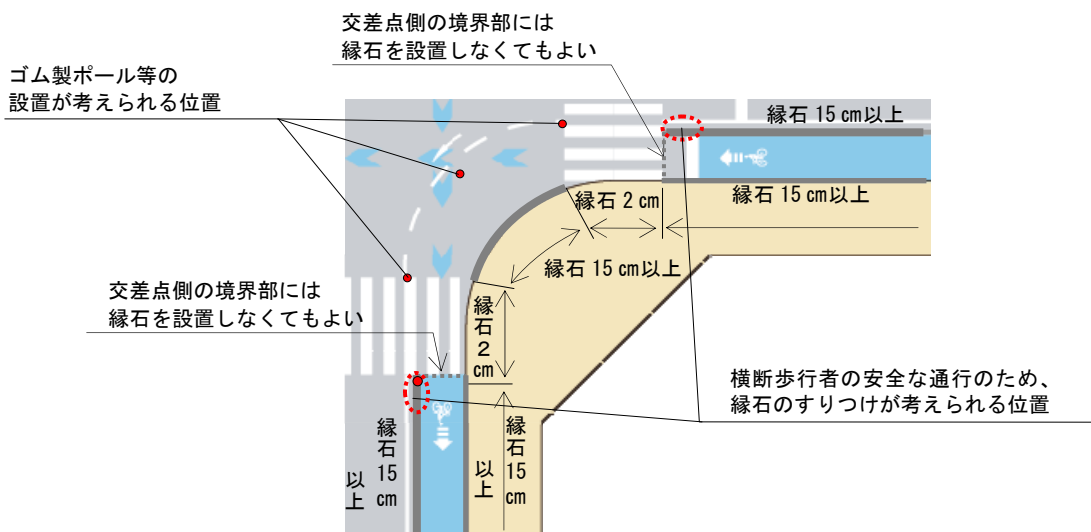 交差点側の境界部には
縁石を設置しなくてもよい
ゴム製ポール等の
設置が考えられる位置
縁石 15 ㎝以上
縁石 15 ㎝以上
縁石 2 ㎝
縁石 15 ㎝以上
交差点側の境界部には
縁石を設置しなくてもよい
縁石２㎝
横断歩行者の安全な通行のため、
縁石のすりつけが考えられる位置
縁石 15 ㎝
以上
縁石 15 ㎝
以上